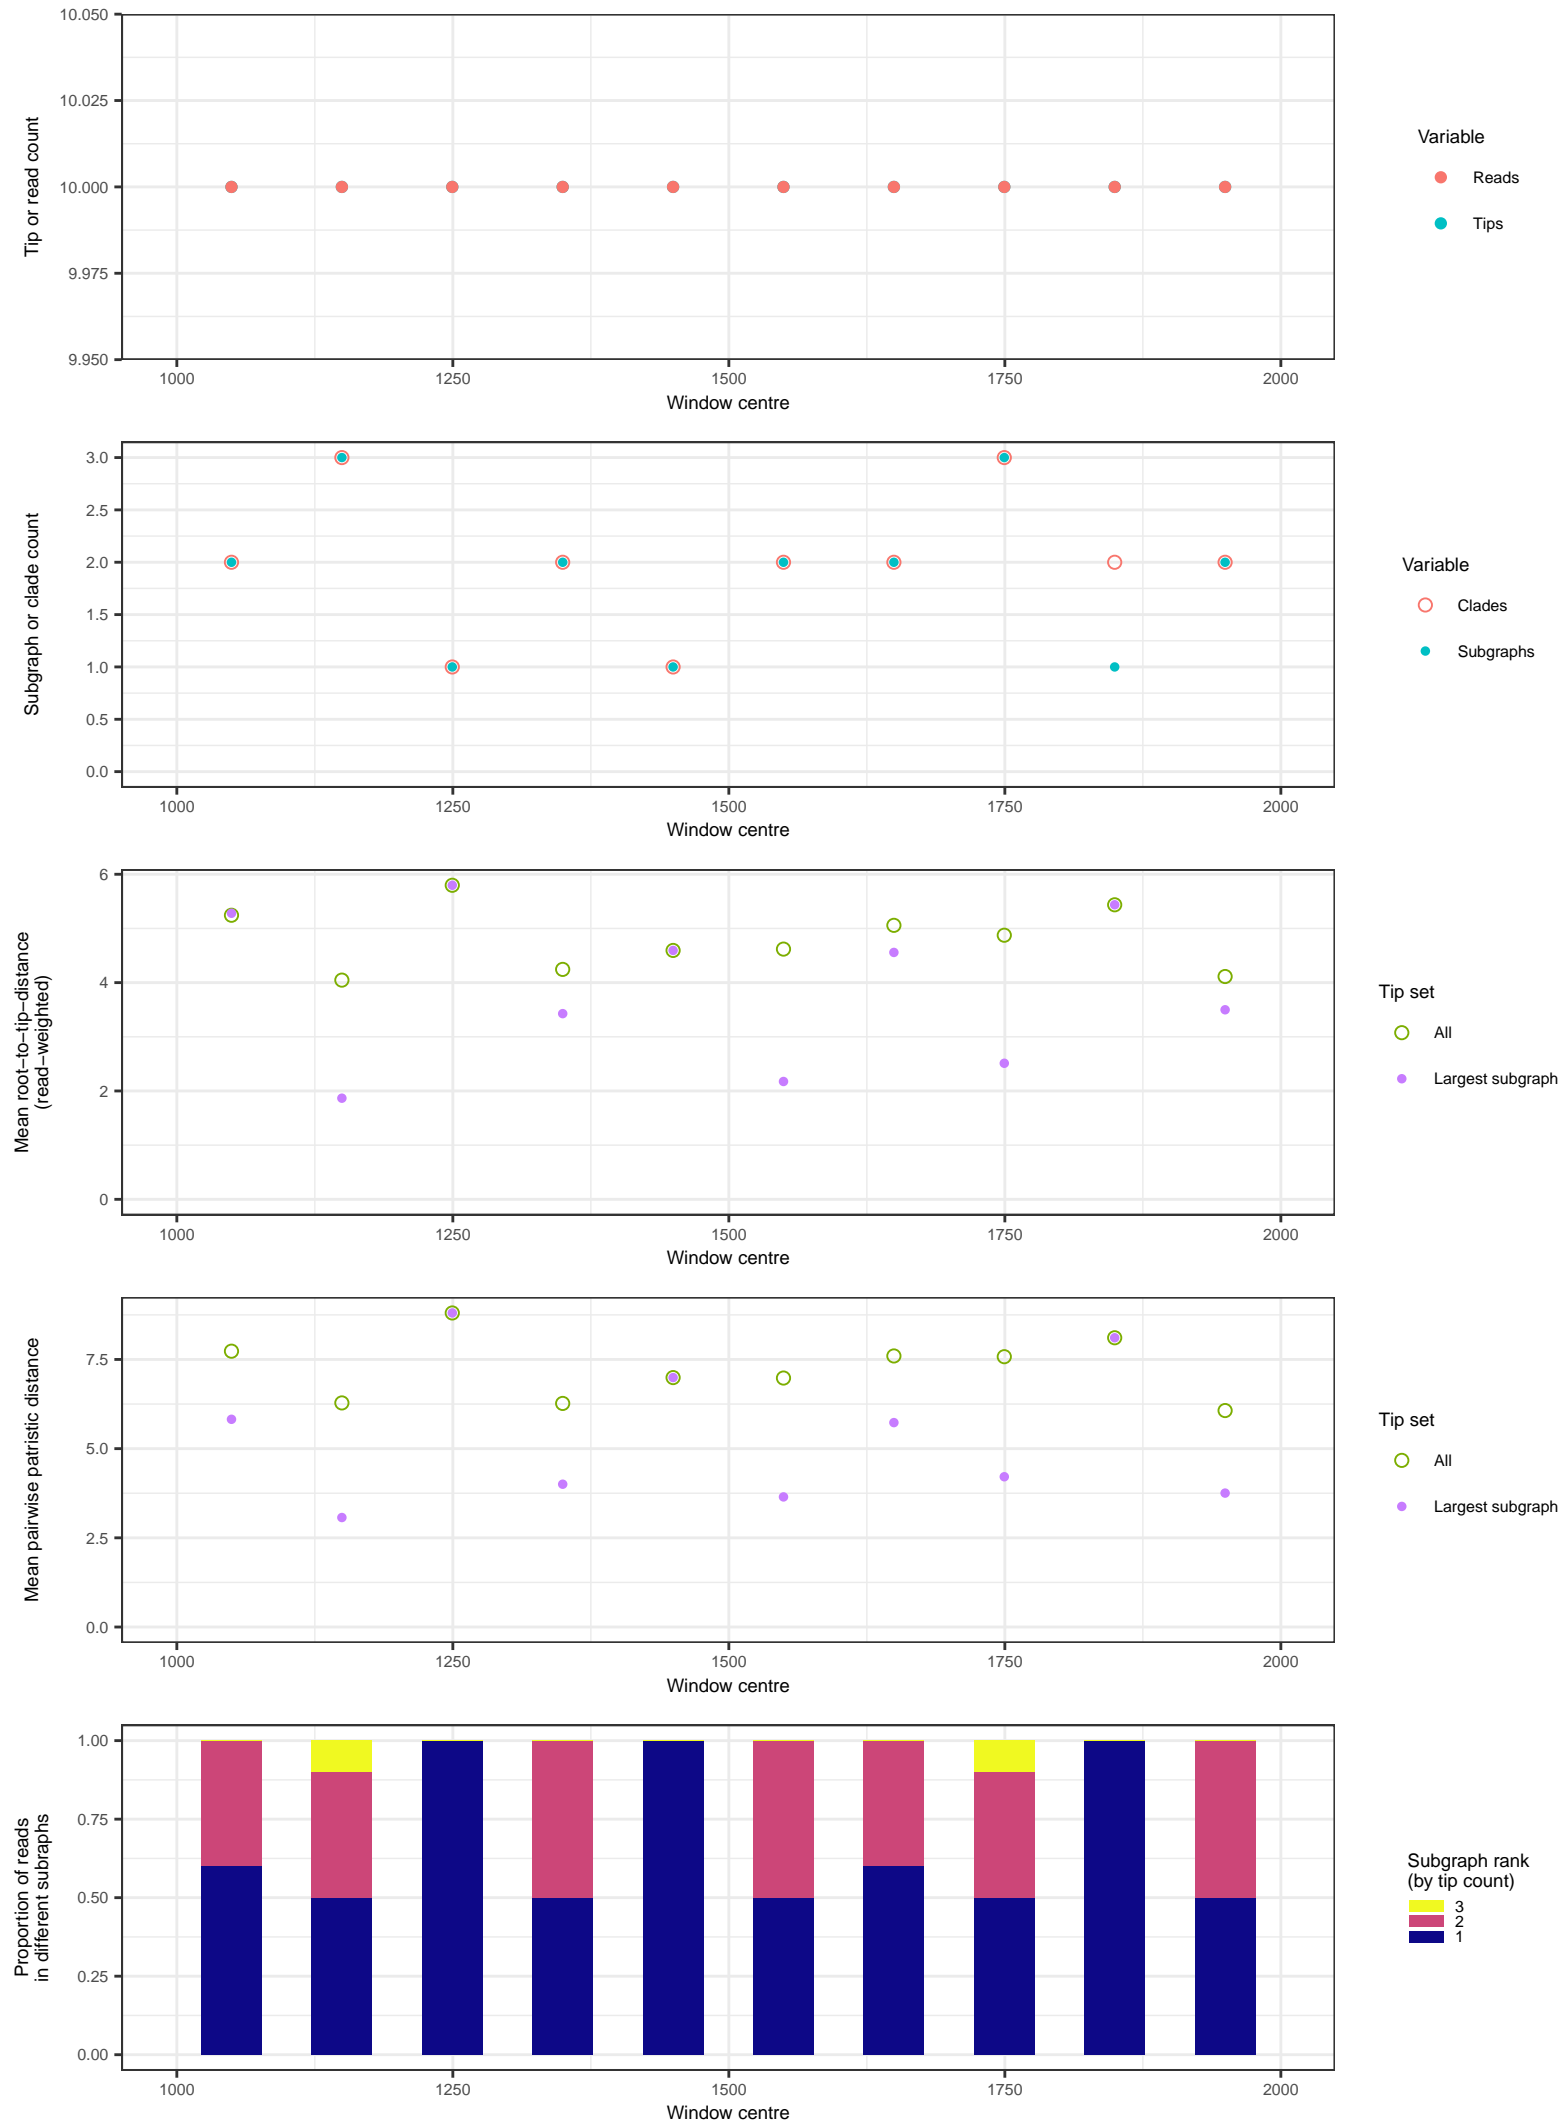 10.050
10.025
10.000
9.975
9.950
Tip or read count
1000
1250
1500
1750
2000
Window centre
Variable
Reads
Tips
3.0
2.5
2.0
1.5
1.0
0.5
0.0
Subgraph or clade count
1000
1250
1500
1750
2000
Window centre
Variable
Clades
Subgraphs
6
4
2
0
Mean root−to−tip−distance
(read−weighted)
1000
1250
1500
1750
2000
Window centre
Tip set
All
Largest subgraph
7.5
5.0
2.5
0.0
Mean pairwise patristic distance
1000
1250
1500
1750
2000
Window centre
Tip set
All
Largest subgraph
1.00
0.75
0.50
0.25
0.00
Proportion of reads
in different subraphs
1000
1250
1500
1750
2000
Window centre
Subgraph rank
(by tip count)
3
2
1